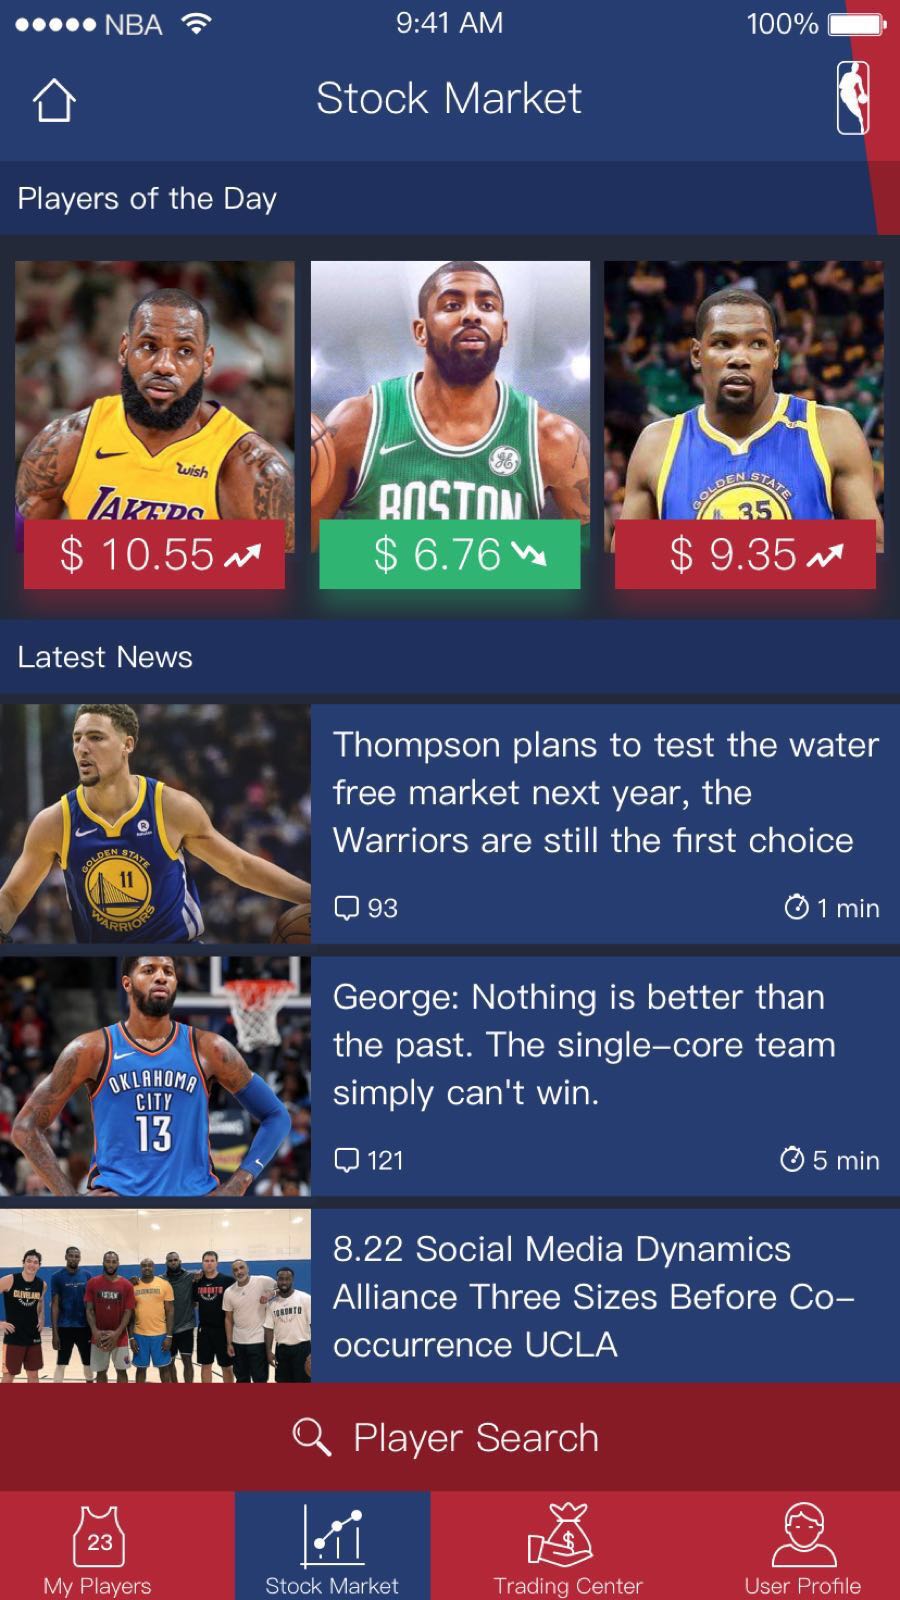 NBA
9:41 AM
100%
Stock Market
Players of the Day
wish
LAKERS
BOSTON
GOLDEN STATE
35
$ 10.55
$ 6.76
$ 9.35
Latest News
GOLDEN STATE
11
WARRIORS
Thompson plans to test the water
free market next year, the
Warriors are still the first choice
93
1 min
OKLAHOMA
CITY
13
George: Nothing is better than
the past. The single-core team
simply can't win.
121
5 min
CLEVELAND
TORONTO
TORONTO
8.22 Social Media Dynamics
Alliance Three Sizes Before Co-
occurrence UCLA
Player Search
23
My Players
Stock Market
$
Trading Center
User Profile